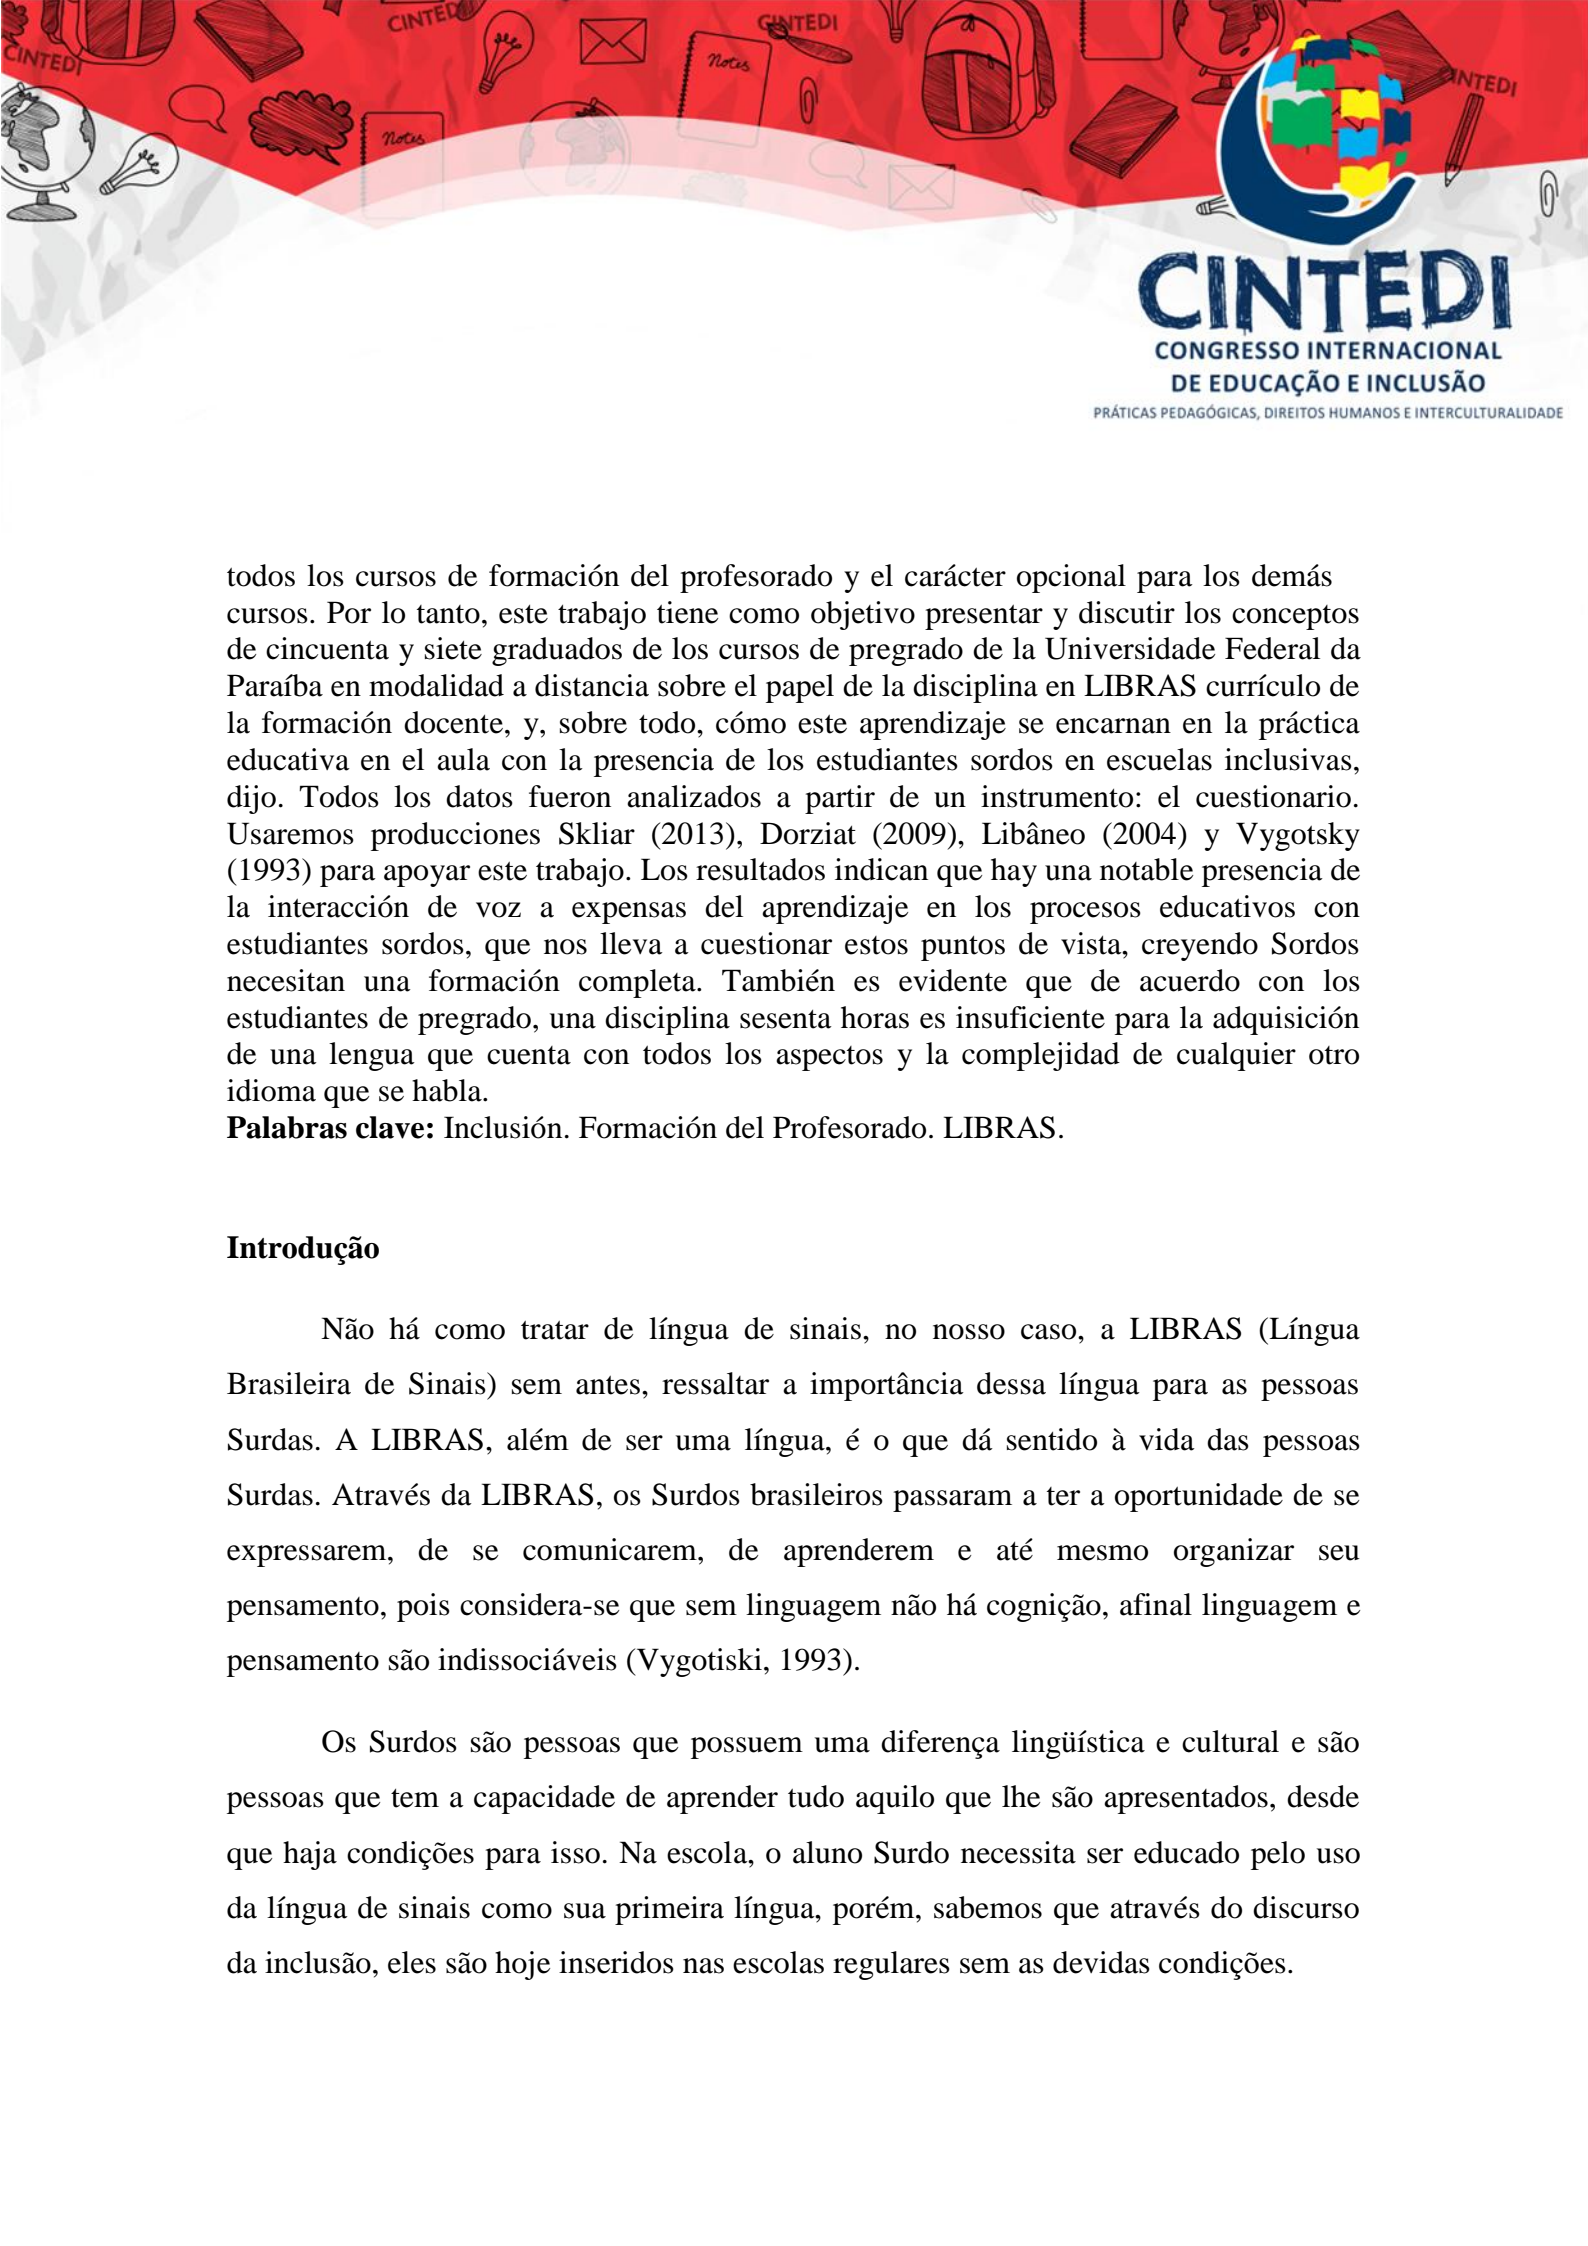 CINTEDI
CINTEDI
CINTEDI
CINTEDI
Notes
Notes
CINTEDI
CONGRESSO INTERNACIONAL
DE EDUCAÇÃO E INCLUSÃO
PRÁTICAS PEDAGÓGICAS, DIREITOS HUMANOS E INTERCULTURALIDADE
todos los cursos de formación del profesorado y el carácter opcional para los demás
cursos. Por lo tanto, este trabajo tiene como objetivo presentar y discutir los conceptos
de cincuenta y siete graduados de los cursos de pregrado de la Universidade Federal da
Paraíba en modalidad a distancia sobre el papel de la disciplina en LIBRAS currículo de
la formación docente, y, sobre todo, cómo este aprendizaje se encarnan en la práctica
educativa en el aula con la presencia de los estudiantes sordos en escuelas inclusivas,
dijo. Todos los datos fueron analizados a partir de un instrumento: el cuestionario.
Usaremos producciones Skliar (2013), Dorziat (2009), Libâneo (2004) y Vygotsky
(1993) para apoyar este trabajo. Los resultados indican que hay una notable presencia de
la interacción de voz a expensas del aprendizaje en los procesos educativos con
estudiantes sordos, que nos lleva a cuestionar estos puntos de vista, creyendo Sordos
necesitan una formación completa. También es evidente que de acuerdo con los
estudiantes de pregrado, una disciplina sesenta horas es insuficiente para la adquisición
de una lengua que cuenta con todos los aspectos y la complejidad de cualquier otro
idioma que se habla.
Palabras clave: Inclusión. Formación del Profesorado. LIBRAS.
Introdução
Não há como tratar de língua de sinais, no nosso caso, a LIBRAS (Língua
Brasileira de Sinais) sem antes, ressaltar a importância dessa língua para as pessoas
Surdas. A LIBRAS, além de ser uma língua, é o que dá sentido à vida das pessoas
Surdas. Através da LIBRAS, os Surdos brasileiros passaram a ter a oportunidade de se
expressarem, de se comunicarem, de aprenderem e até mesmo organizar seu
pensamento, pois considera-se que sem linguagem não há cognição, afinal linguagem e
pensamento são indissociáveis (Vygotiski, 1993).
Os Surdos são pessoas que possuem uma diferença lingüística e cultural e são
pessoas que tem a capacidade de aprender tudo aquilo que lhe são apresentados, desde
que haja condições para isso. Na escola, o aluno Surdo necessita ser educado pelo uso
da língua de sinais como sua primeira língua, porém, sabemos que através do discurso
da inclusão, eles são hoje inseridos nas escolas regulares sem as devidas condições.